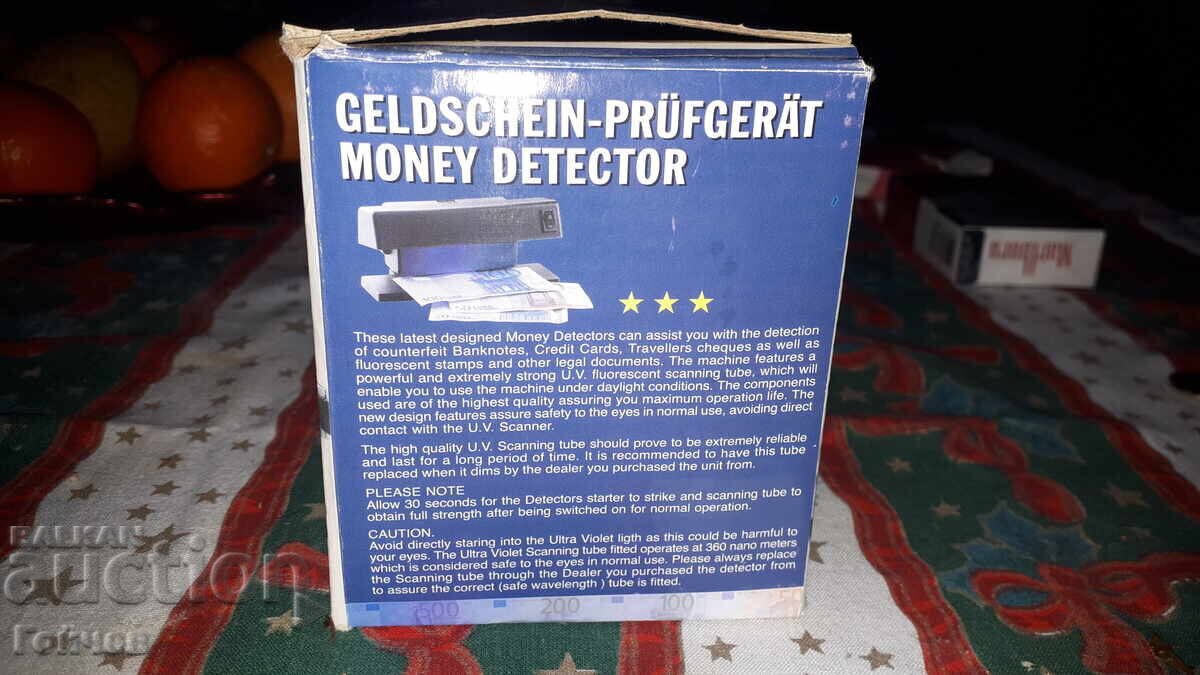 GELDSCHEIN-PRÜFGERÄT
MONEY DETECTOR
These latest designed Money Detectors can assist you with the detection
of counterfeit Banknotes, Credit Cards, Travellers cheques as well as
fluorescent stamps and other legal documents. The machine features a
powerful and extremely strong U.V. fluorescent scanning tube, which will
enable you to use the machine under daylight conditions. The components
used are of the highest quality assuring you maximum operation life. The
new design features assure safety to the eyes in normal use, avoiding direct
contact with the U.V. Scanner.
The high quality U.V. Scanning tube should prove to be extremely reliable
and last for a long period of time. It is recommended to have this tube
replaced when it dims by the dealer you purchased the unit from.
PLEASE NOTE
Allow 30 seconds for the Detectors starter to strike and scanning tube to
obtain full strength after being switched on for normal operation.
CAUTION.
Avoid directly staring into the Ultra Violet ligth as this could be harmful to
your eyes. The Ultra Violet Scanning tube fitted operates at 360 nano meters
which is considered safe to the eyes in normal use. Please always replace
the Scanning tube through the Dealer you purchased the detector from
to assure the correct (safe wavelength ) tube is fitted.
500 200 100
Marlboro
BALKAN
auction
Гойчов